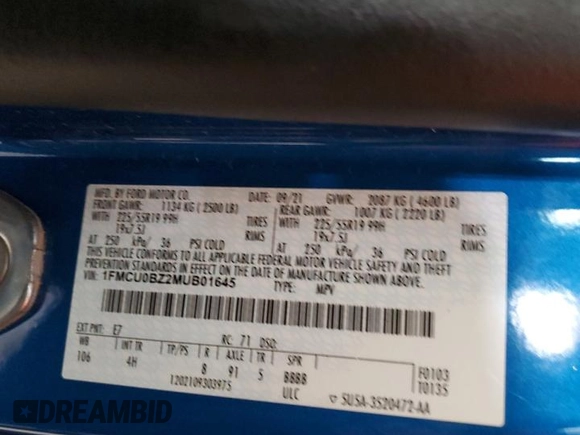 MFD. BY FORD MOTOR CO. DATE: 09/21 GVWR: 2087 KG (4600 LB)
FRONT GAWR: 1134 KG (2500 LB) REAR GAWR: 1007 KG (2220 LB)
WITH 225/55R19 99H TIRES WITH 225/55R19 99H TIRES
19x7.5J RIMS 19x7.5J RIMS
AT 250 kPa/ 36 PSI COLD AT 250 kPa/ 36 PSI COLD
THIS VEHICLE CONFORMS TO ALL APPLICABLE FEDERAL MOTOR VEHICLE SAFETY AND THEFT
PREVENTION STANDARDS IN EFFECT ON THE DATE OF MANUFACTURE SHOWN ABOVE.
VIN: 1FMCU0BZ2MUB01645 TYPE: MPV
EXT PNT: E7 RC: 71 DSO:
WB INT TR TP/PS R AXLE TR SPR F0103
106 4H 8 91 5 8888 T0135
1202109303975 ULC 5U5A-3520472-AA
DREAMBID